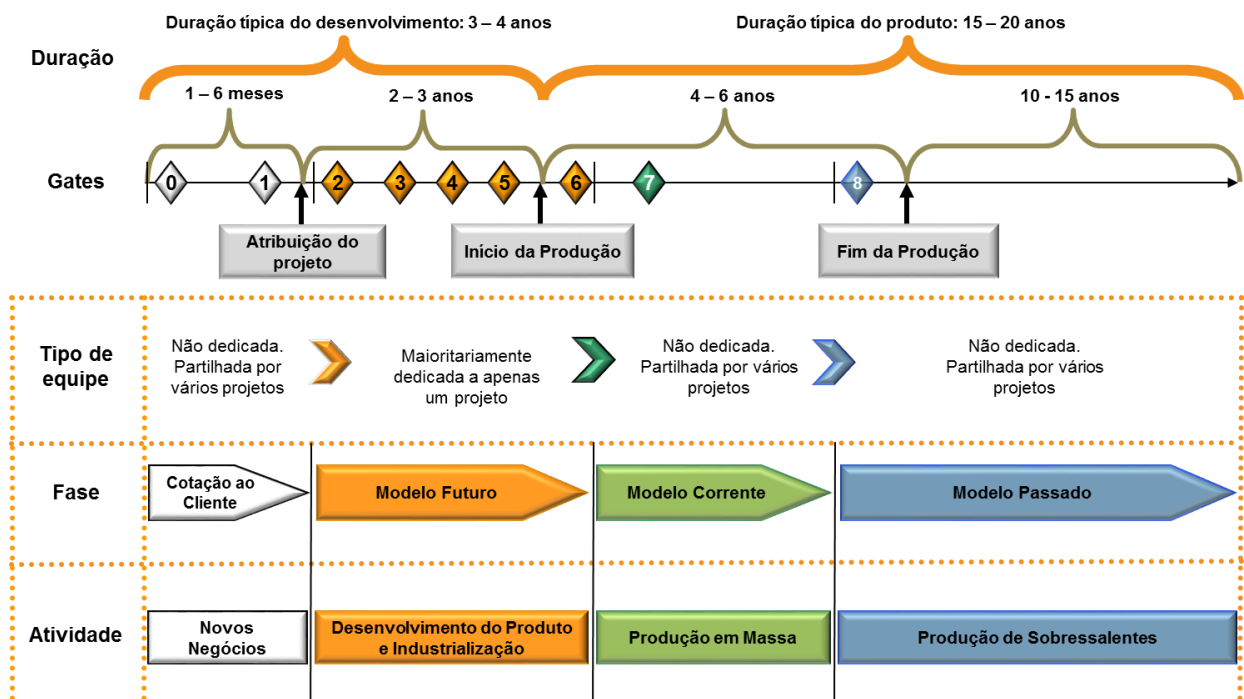 Duração típica do desenvolvimento: 3 – 4 anos
Duração típica do produto: 15 – 20 anos
Duração
1 – 6 meses
2 – 3 anos
4 – 6 anos
10 - 15 anos
Gates
0
1
2
3
4
5
6
7
8
Atribuição do
projeto
Início da Produção
Fim da Produção
Tipo de
equipe
Não dedicada.
Partilhada por
vários projetos
Maioritariamente
dedicada a apenas
um projeto
Não dedicada.
Partilhada por vários
projetos
Não dedicada.
Partilhada por vários
projetos
Fase
Cotação ao
Cliente
Modelo Futuro
Modelo Corrente
Modelo Passado
Atividade
Novos
Negócios
Desenvolvimento do Produto
e Industrialização
Produção em Massa
Produção de Sobressalentes